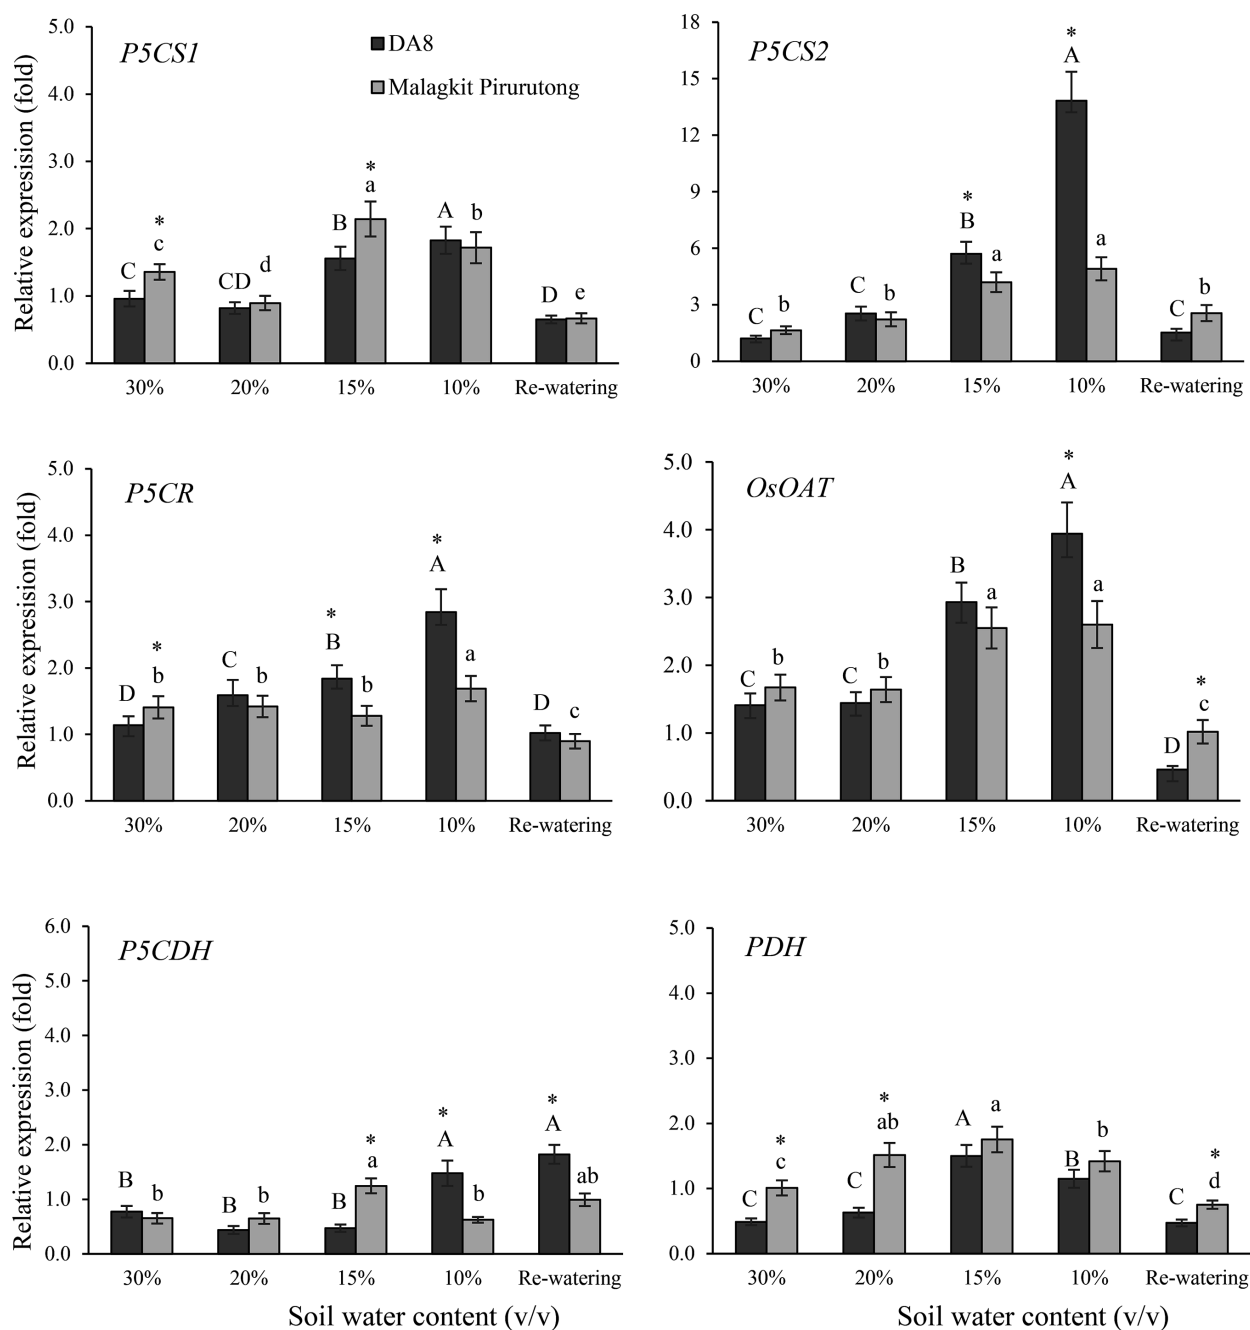 P5CS1
DA8
Malagkit Pirurutong
Relative expresision (fold)
5.0
4.0
3.0
2.0
1.0
0.0
C
*
c
CD
d
B
*
a
A
b
D
e
30%
20%
15%
10%
Re-watering
P5CS2
18
15
12
9
6
3
0
C
b
C
b
*
B
a
*
A
a
C
b
30%
20%
15%
10%
Re-watering
P5CR
Relative expresision (fold)
5.0
4.0
3.0
2.0
1.0
0.0
D
*
b
C
b
*
B
b
*
A
a
D
c
30%
20%
15%
10%
Re-watering
OsOAT
5.0
4.0
3.0
2.0
1.0
0.0
C
b
C
b
B
a
*
A
a
D
*
c
30%
20%
15%
10%
Re-watering
P5CDH
Relative expresision (fold)
6.0
5.0
4.0
3.0
2.0
1.0
0.0
B
b
B
b
B
*
a
*
A
b
*
A
ab
30%
20%
15%
10%
Re-watering
Soil water content (v/v)
PDH
5.0
4.0
3.0
2.0
1.0
0.0
C
*
c
C
*
ab
A
a
B
b
C
*
d
30%
20%
15%
10%
Re-watering
Soil water content (v/v)